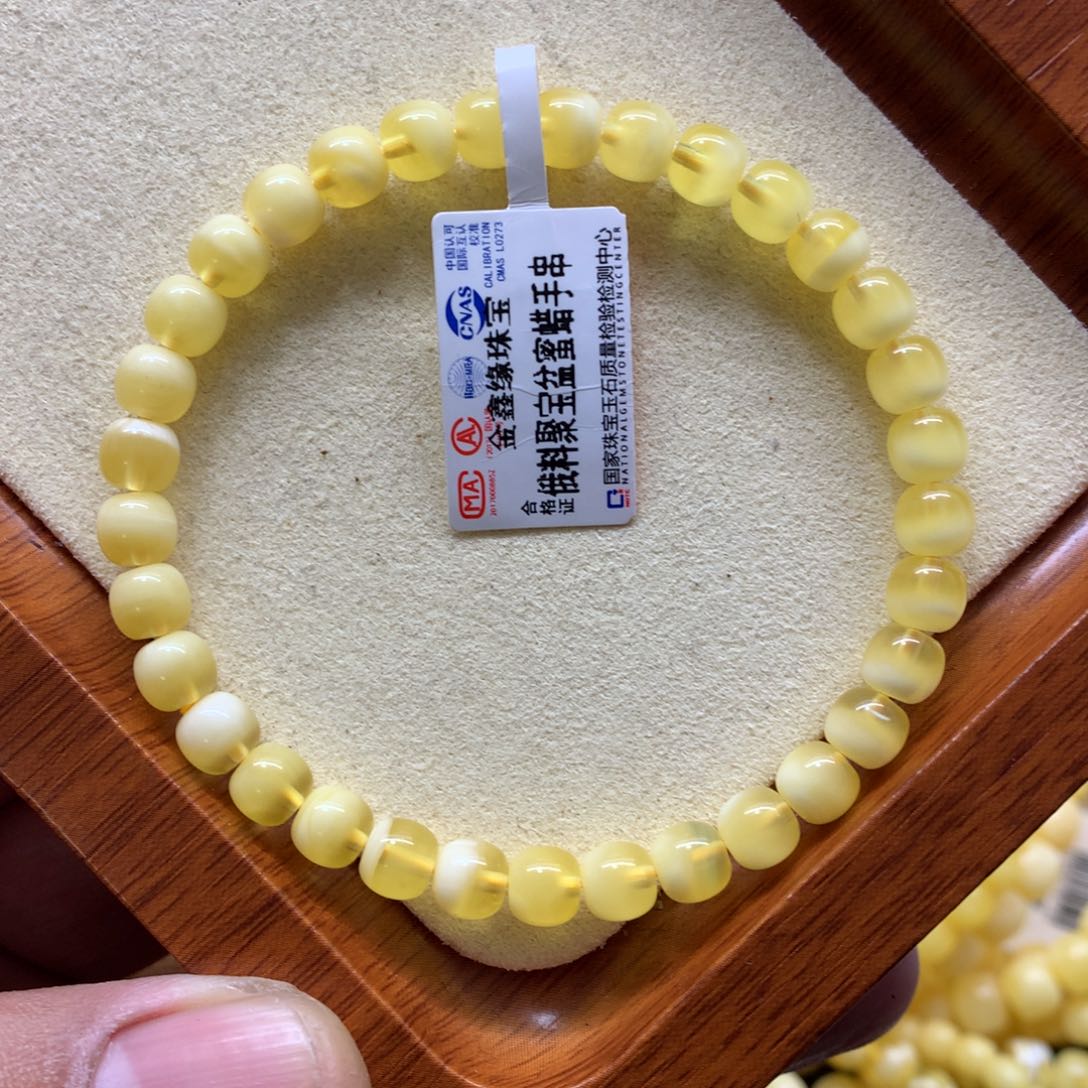 中国认可
国际互认
校准
CALIBRATION
CNAS L0273
CNAS
MA
AL
金鑫缘珠宝
合格证
俄料聚宝盆蜜蜡手串
国家珠宝玉石质量检验检测中心
NATIONALGEMSTONETESTINGCENTER